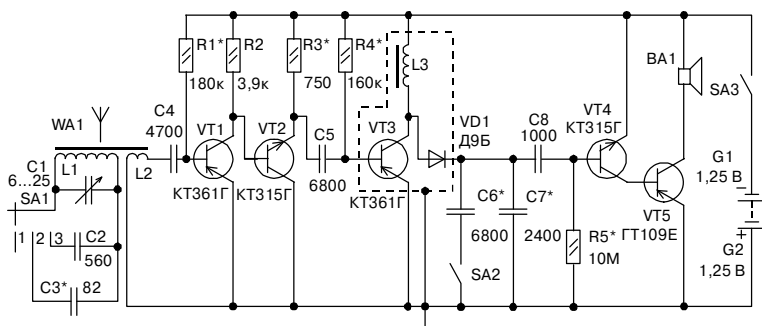 R1*
R2
R3*
R4*
L3
BA1
SA3
180к
3,9к
750
160к
WA1
C4
4700
VT1
VT2
C5
VT3
VD1
Д9Б
C8
1000
VT4
КТ315Г
C1
6...25
L1
L2
КТ361Г
КТ315Г
6800
КТ361Г
G1
1,25 В
SA1
1
2
3
C2
560
C3*
82
C6*
6800
C7*
2400
SA2
R5*
10М
VT5
ГТ109Е
G2
1,25 В